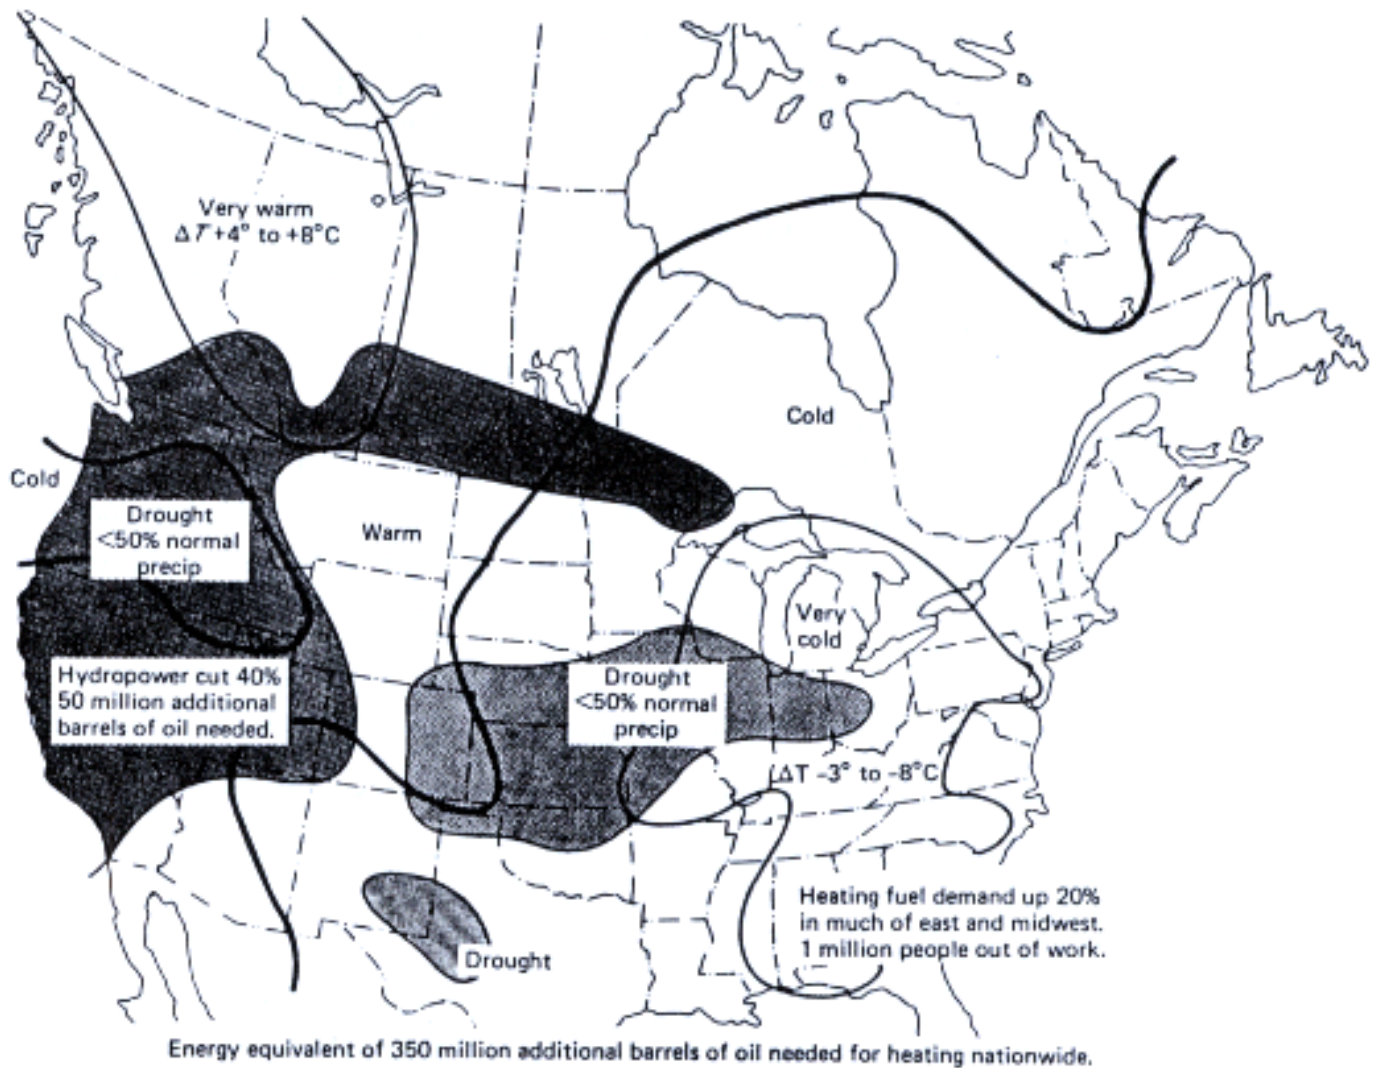 Very warm
ΔT +4° to +8°C
Cold
Cold
Drought
<50% normal
precip
Warm
Very
cold
Hydropower cut 40%
50 million additional
barrels of oil needed.
Drought
<50% normal
precip
ΔT -3° to -8°C
Heating fuel demand up 20%
in much of east and midwest.
1 million people out of work.
Drought
Energy equivalent of 350 million additional barrels of oil needed for heating nationwide.